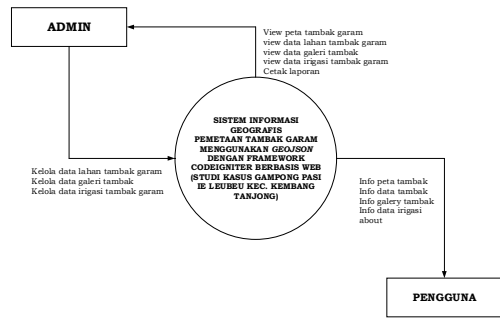 ADMIN
View peta tambak garam
view data lahan tambak garam
view data galeri tambak
view data irigasi tambak garam
Cetak laporan
SISTEM INFORMASI
GEOGRAFIS
PEMETAAN TAMBAK GARAM
MENGGUNAKAN GEOJSON
DENGAN FRAMEWORK
CODEIGNITER BERBASIS WEB
(STUDI KASUS GAMPONG PASI
IE LEUBEU KEC. KEMBANG
TANJONG)
Kelola data lahan tambak garam
Kelola data galeri tambak
Kelola data irigasi tambak garam
Info peta tambak
Info data tambak
Info galery tambak
Info data irigasi
about
PENGGUNA